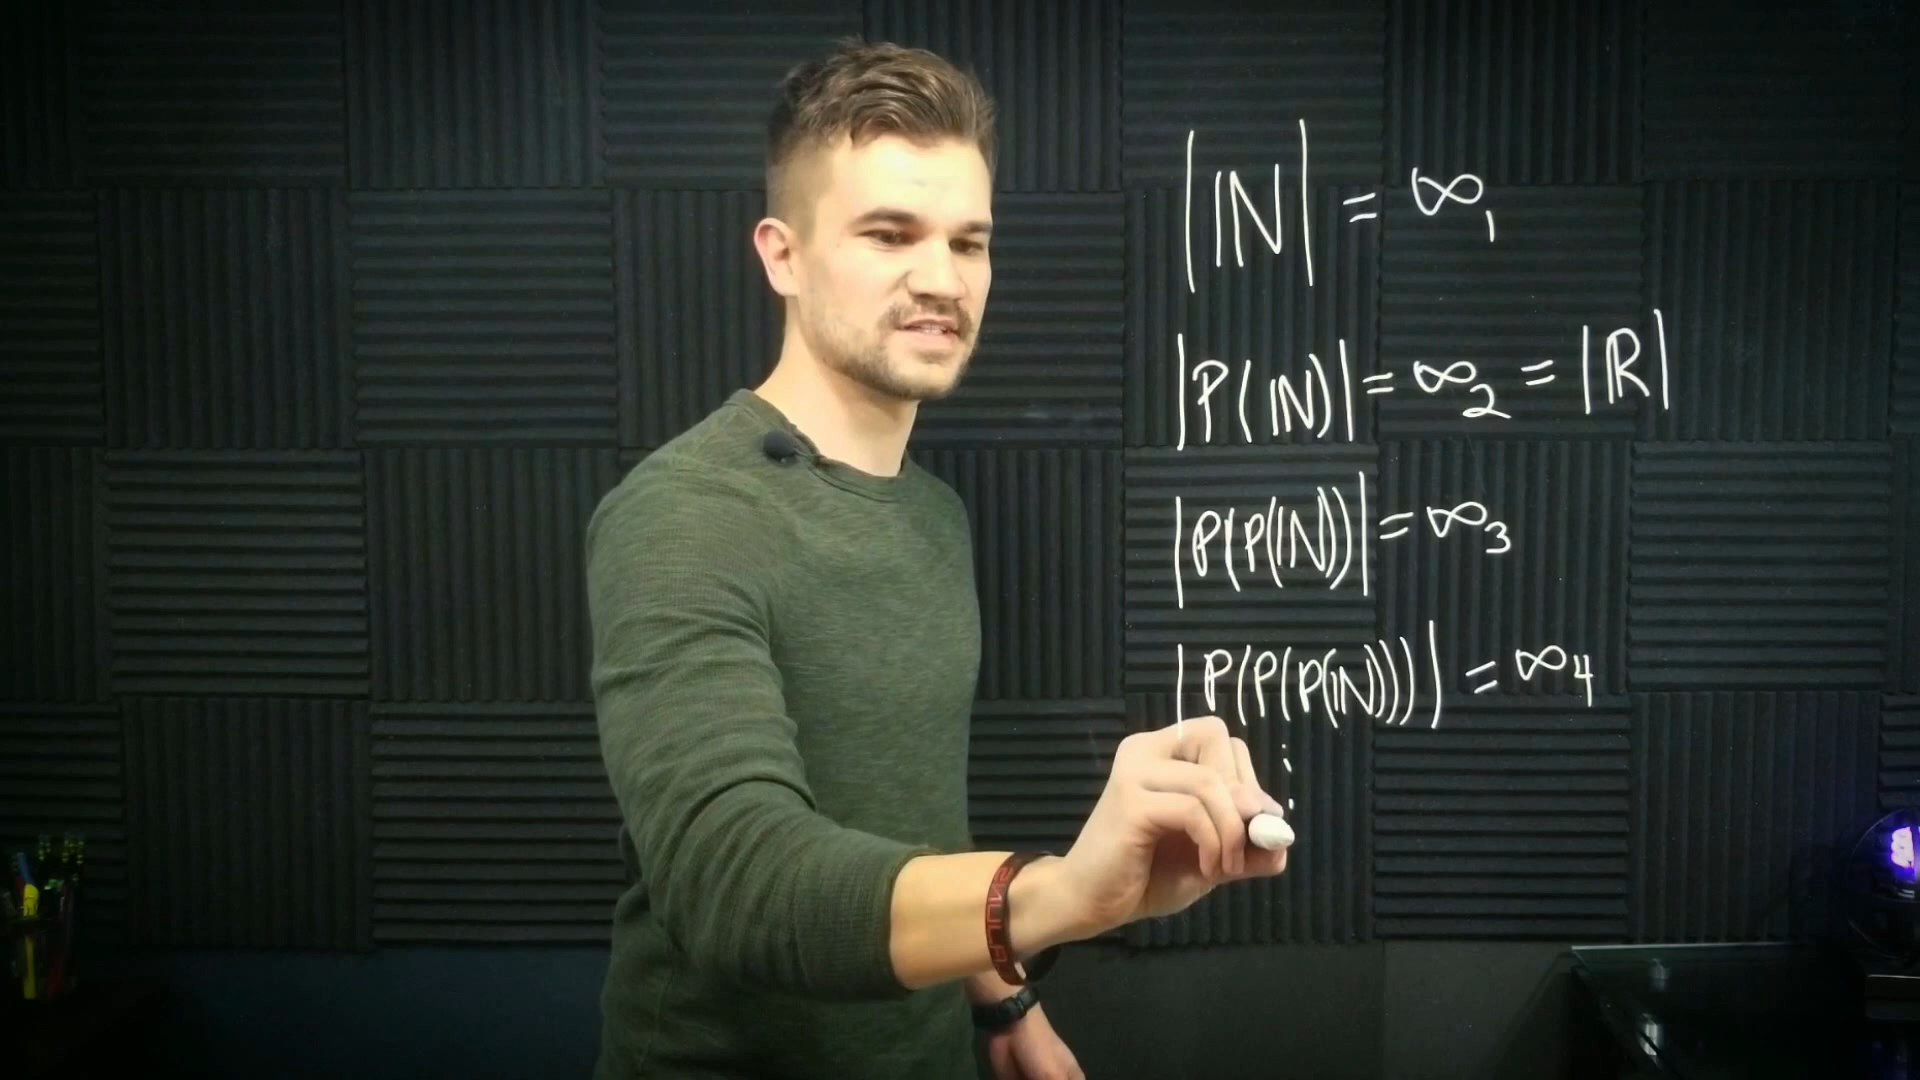 |ℕ| = ∞₁
|P(ℕ)| = ∞₂ = |ℝ|
|P(P(ℕ))| = ∞₃
|P(P(P(ℕ)))| = ∞₄
⋮